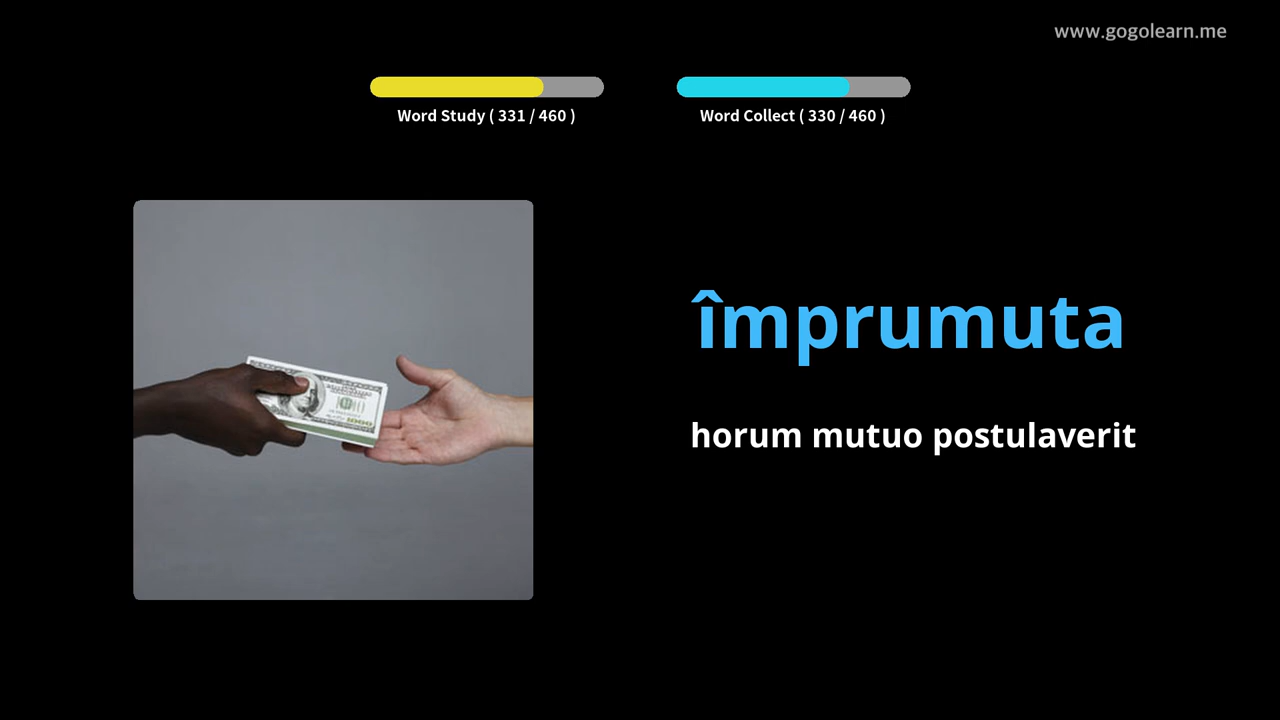 www.gogolearn.me
Word Study ( 331 / 460 )
Word Collect ( 330 / 460 )
împrumuta
horum mutuo postulaverit